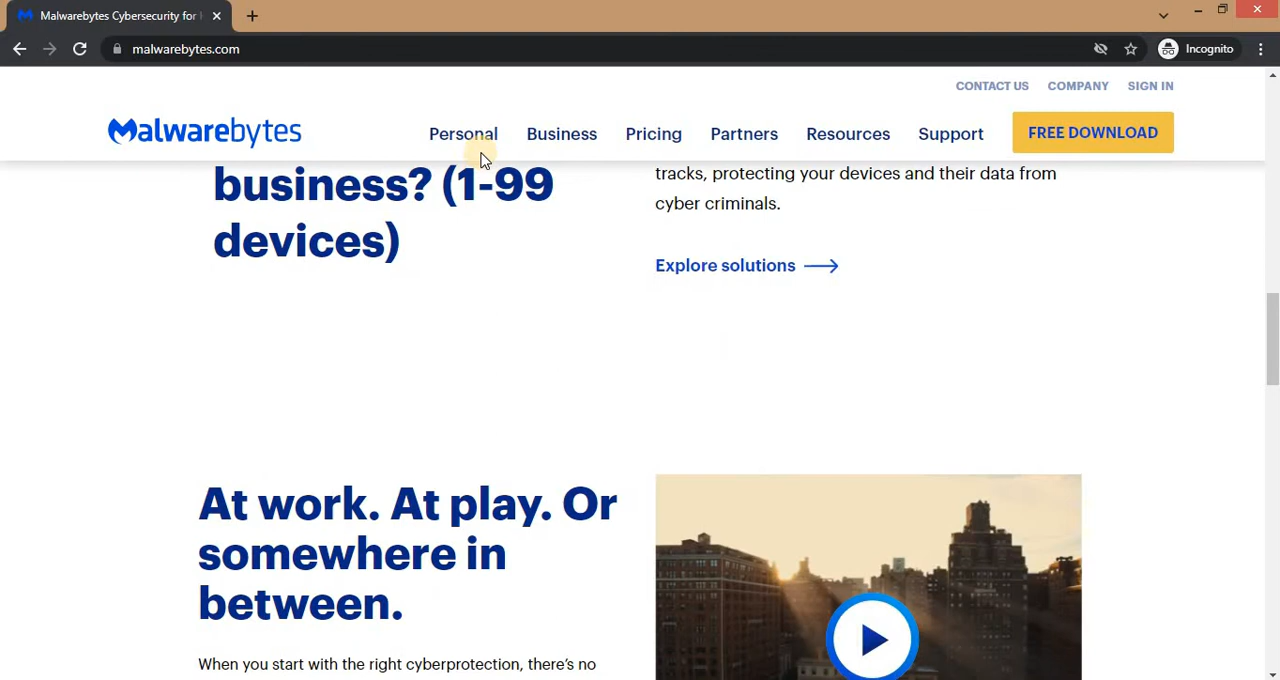 Malwarebytes Cybersecurity for
malwarebytes.com
Incognito
CONTACT US COMPANY SIGN IN
Malwarebytes
Personal Business Pricing Partners Resources Support FREE DOWNLOAD
business? (1-99
devices)
tracks, protecting your devices and their data from
cyber criminals.
Explore solutions
At work. At play. Or
somewhere in
between.
When you start with the right cyberprotection, there's no